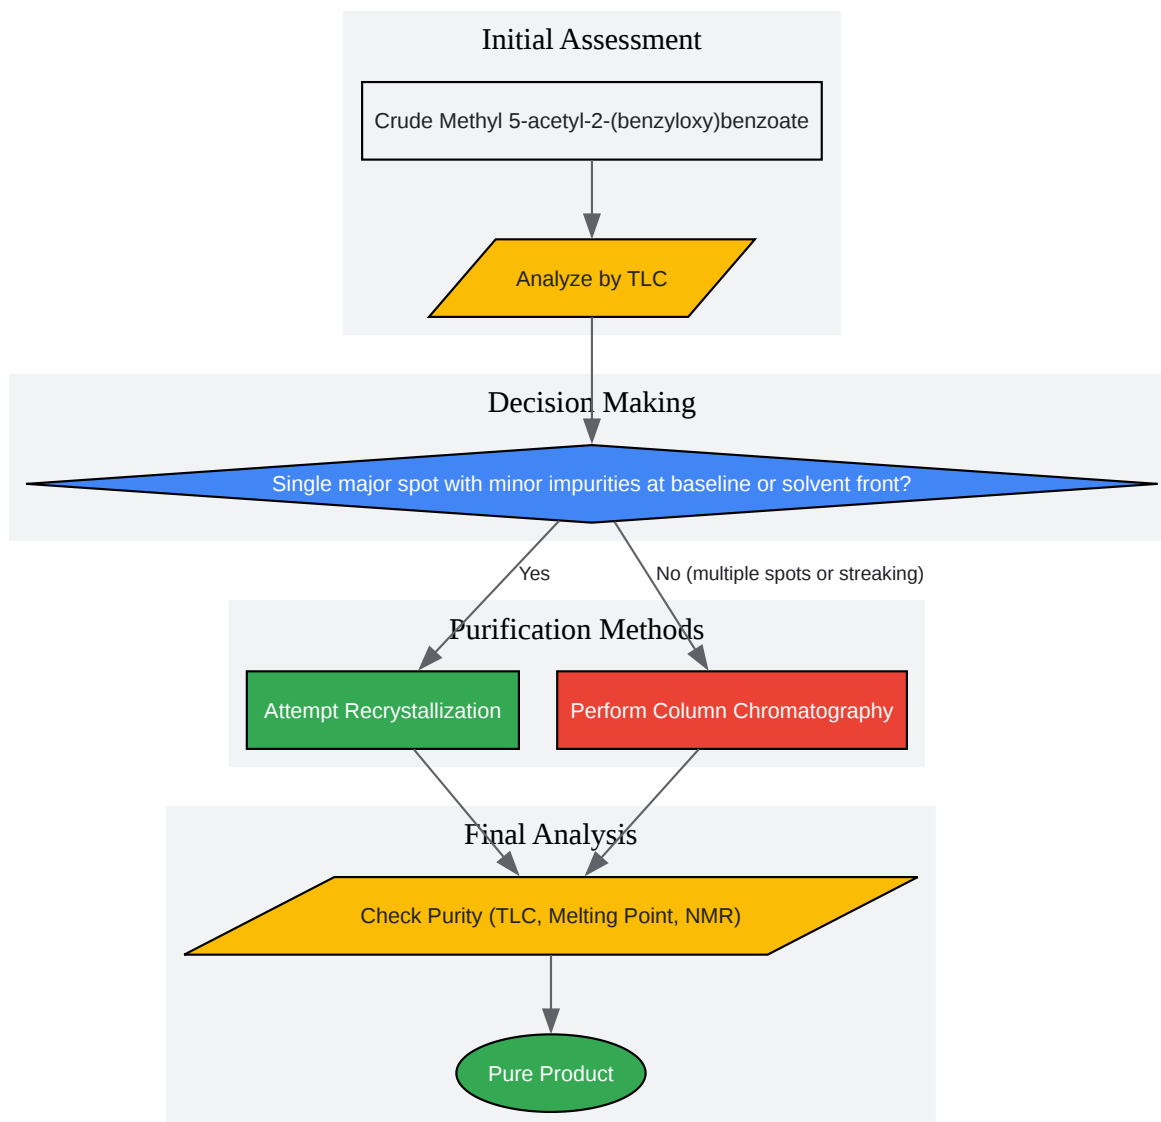 Initial Assessment
Crude Methyl 5-acetyl-2-(benzyloxy)benzoate
Analyze by TLC
Decision Making
Single major spot with minor impurities at baseline or solvent front?
Yes
No (multiple spots or streaking)
Purification Methods
Attempt Recrystallization
Perform Column Chromatography
Final Analysis
Check Purity (TLC, Melting Point, NMR)
Pure Product